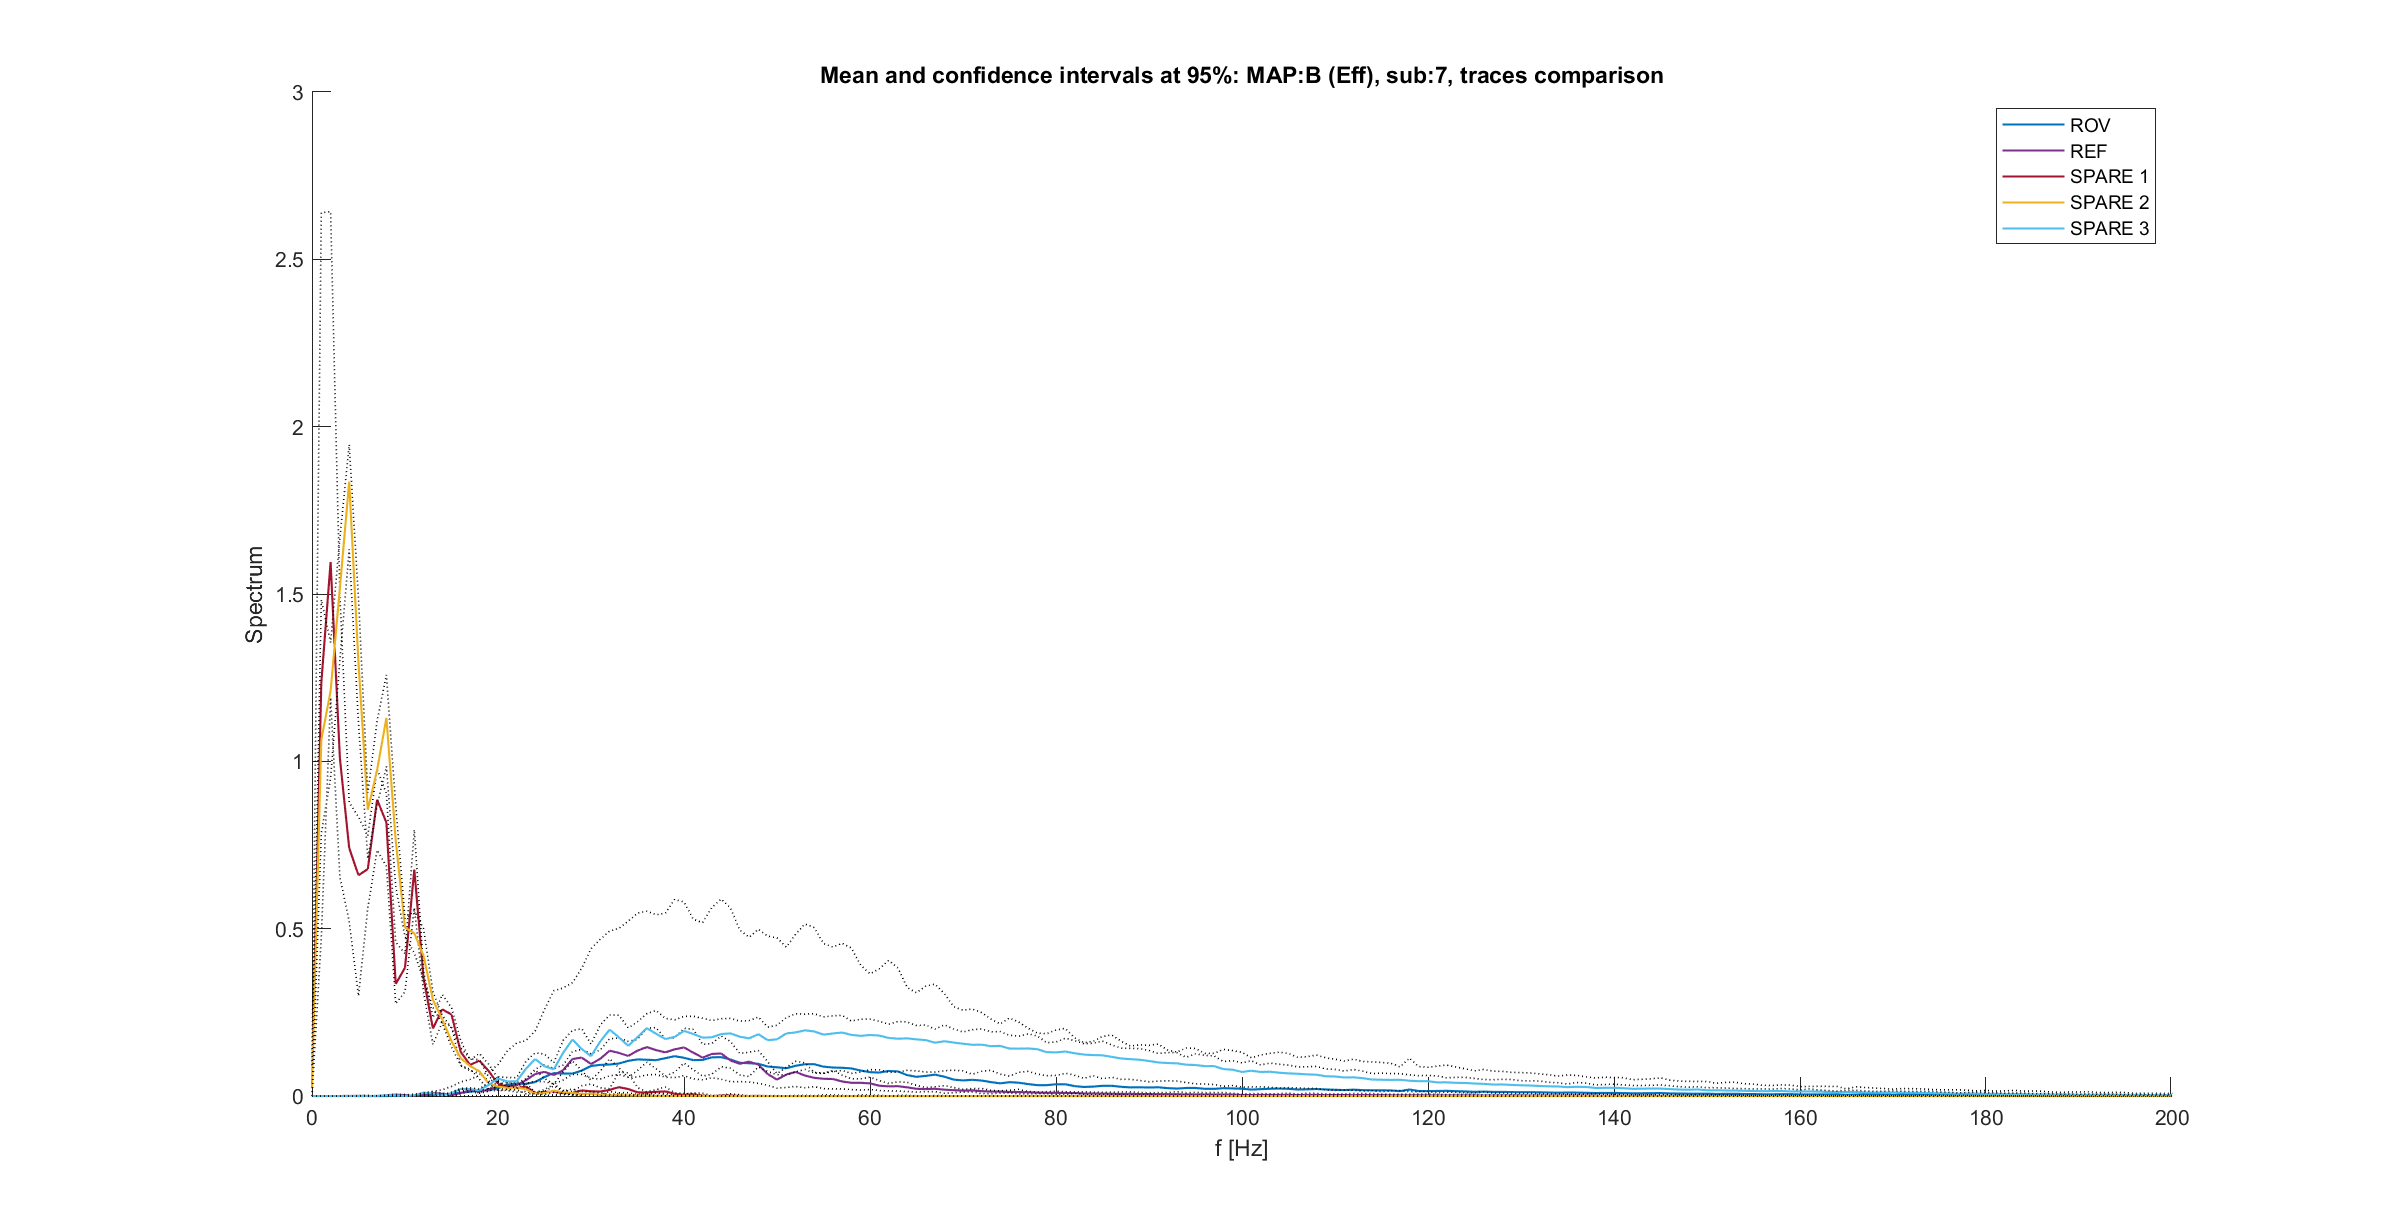 Mean and confidence intervals at 95%: MAP:B (Eff), sub:7, traces comparison
3
2.5
2
1.5
1
0.5
0
Spectrum
ROV
REF
SPARE 1
SPARE 2
SPARE 3
0 20 40 60 80 100 120 140 160 180 200
f [Hz]